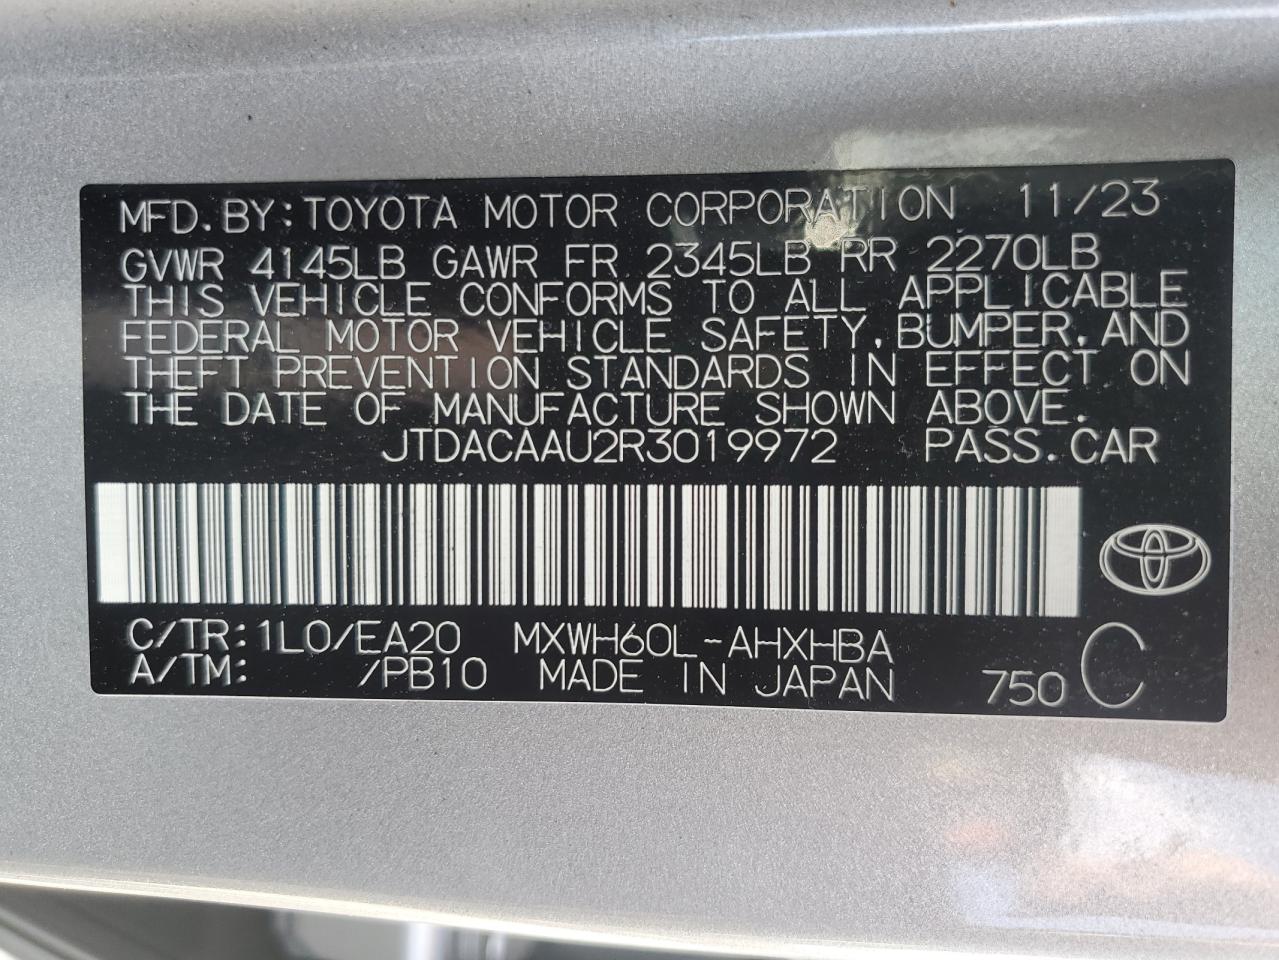 MFD.BY:TOYOTA MOTOR CORPORATION 11/23
GVWR 4145LB GAWR FR 2345LB RR 2270LB
THIS VEHICLE CONFORMS TO ALL APPLICABLE
FEDERAL MOTOR VEHICLE SAFETY,BUMPER,AND
THEFT PREVENTION STANDARDS IN EFFECT ON
THE DATE OF MANUFACTURE SHOWN ABOVE.
JTDACAAU2R3019972 PASS.CAR
C/TR:1L0/EA20 MXWH60L-AHXHBA
A/TM: /PB10 MADE IN JAPAN 750 C